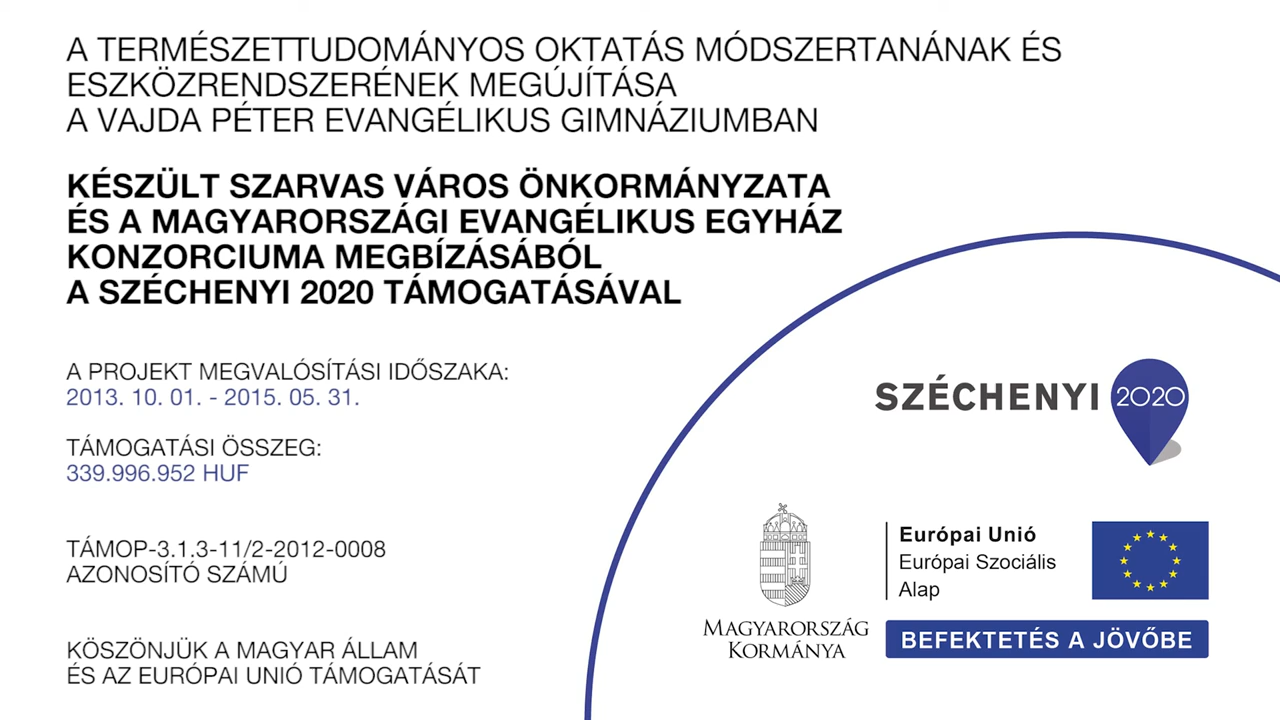 A TERMÉSZETTUDOMÁNYOS OKTATÁS MÓDSZERTANÁNAK ÉS
ESZKÖZRENDSZERÉNEK MEGÚJÍTÁSA
A VAJDA PÉTER EVANGÉLIKUS GIMNÁZIUMBAN
KÉSZÜLT SZARVAS VÁROS ÖNKORMÁNYZATA
ÉS A MAGYARORSZÁGI EVANGÉLIKUS EGYHÁZ
KONZORCIUMA MEGBÍZÁSÁBÓL
A SZÉCHENYI 2020 TÁMOGATÁSÁVAL
A PROJEKT MEGVALÓSÍTÁSI IDŐSZAKA:
2013. 10. 01. - 2015. 05. 31.
TÁMOGATÁSI ÖSSZEG:
339.996.952 HUF
TÁMOP-3.1.3-11/2-2012-0008
AZONOSÍTÓ SZÁMÚ
KÖSZÖNJÜK A MAGYAR ÁLLAM
ÉS AZ EURÓPAI UNIÓ TÁMOGATÁSÁT
SZÉCHENYI 2020
MAGYARORSZÁG
KORMÁNYA
Európai Unió
Európai Szociális
Alap
BEFEKTETÉS A JÖVŐBE